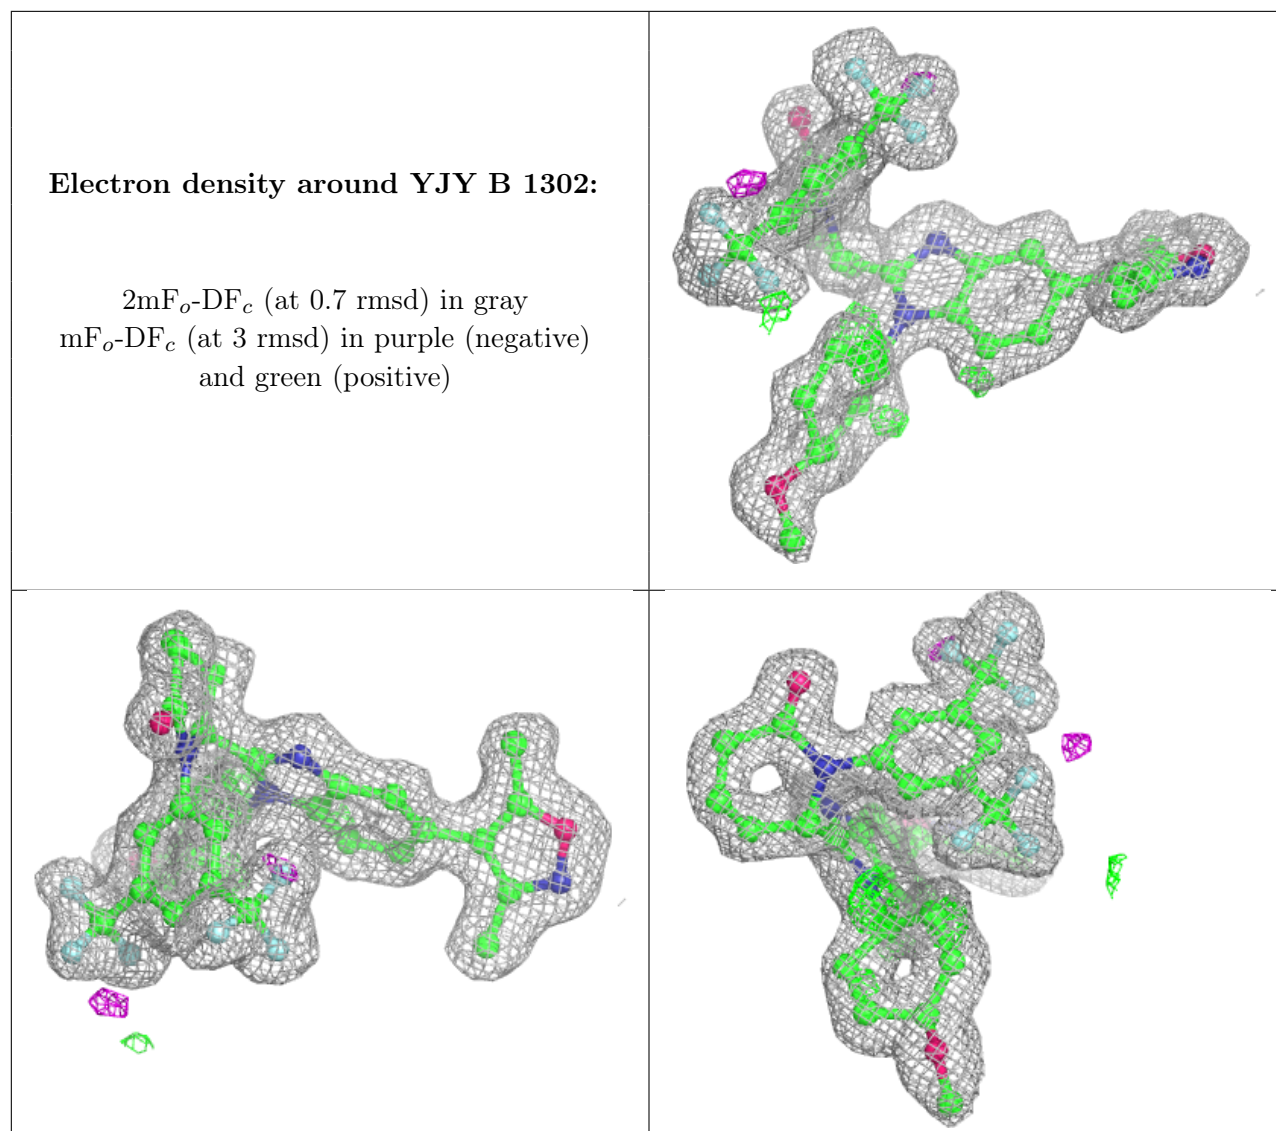 Electron density around YJY B 1302:
2mFo-DFc (at 0.7 rmsd) in gray
mFo-DFc (at 3 rmsd) in purple (negative)
and green (positive)